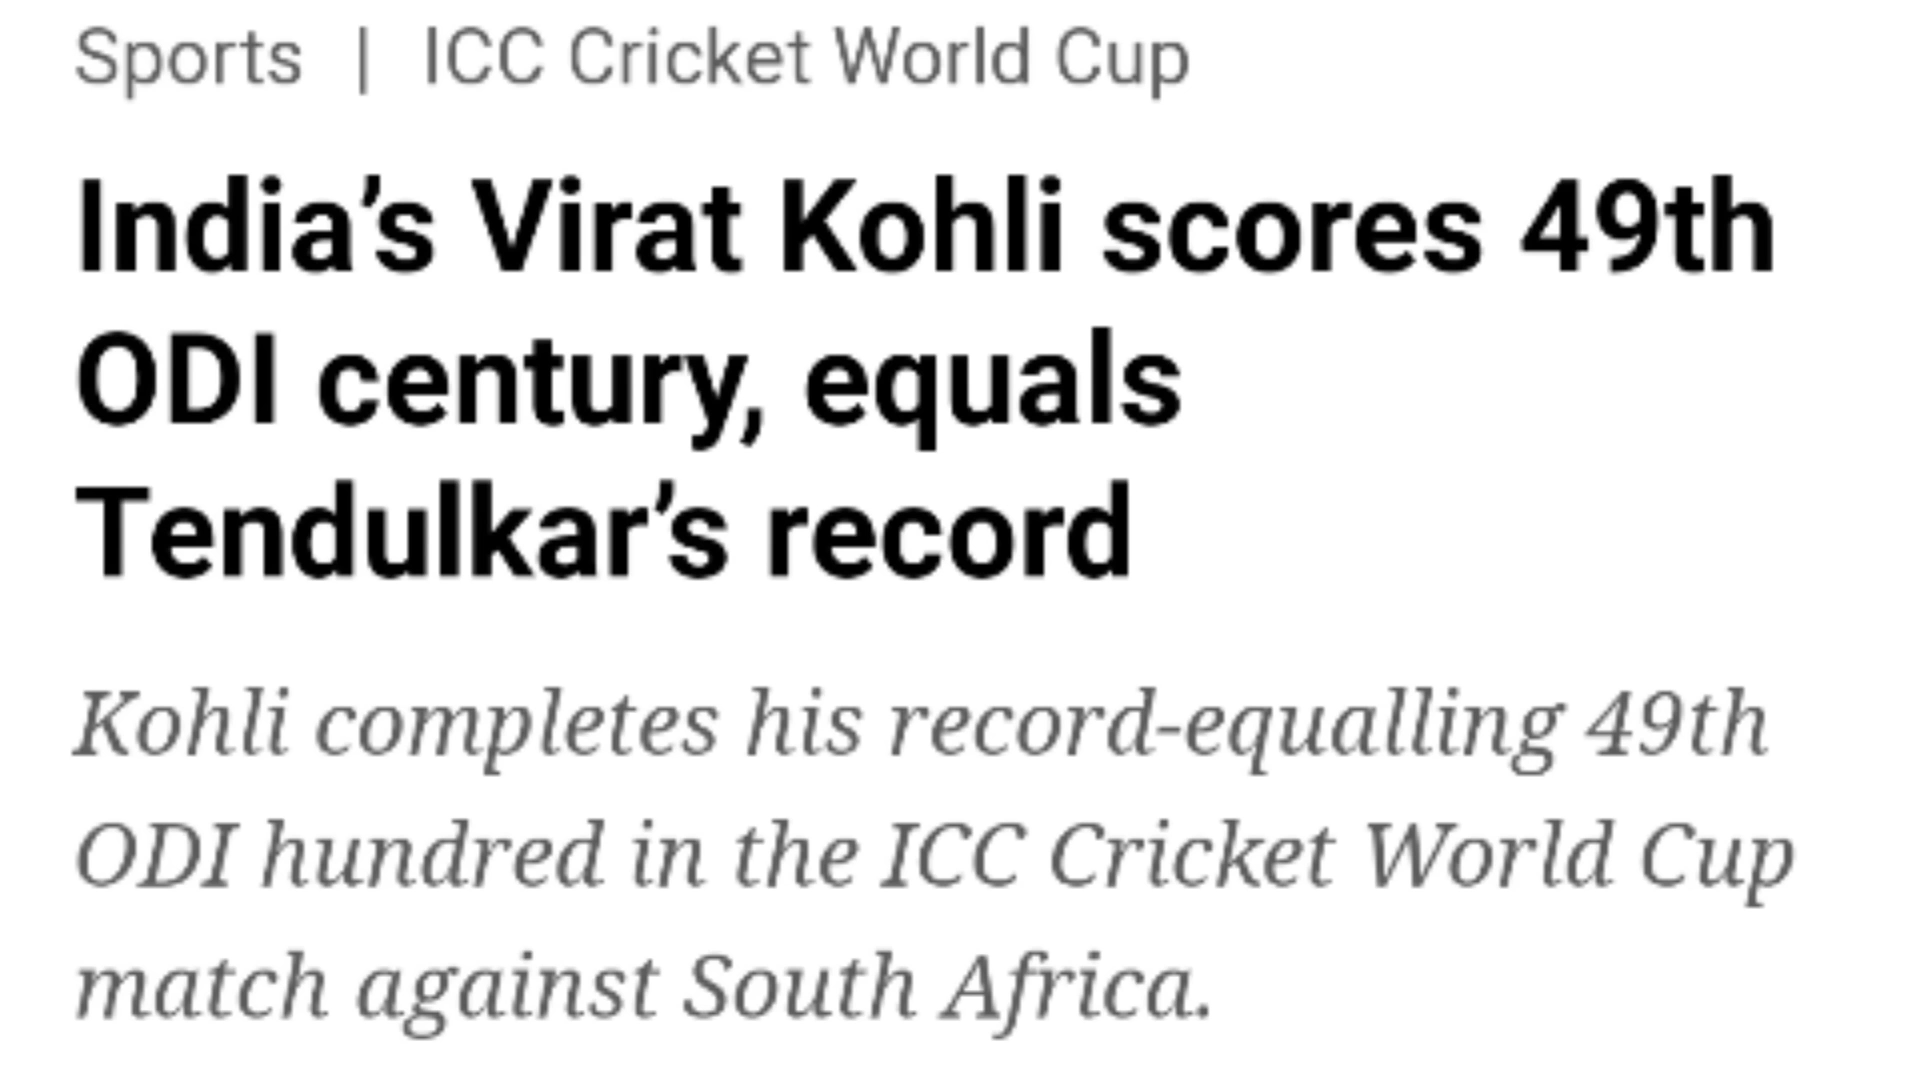 Sports | ICC Cricket World Cup
India’s Virat Kohli scores 49th
ODI century, equals
Tendulkar’s record
Kohli completes his record-equalling 49th
ODI hundred in the ICC Cricket World Cup
match against South Africa.